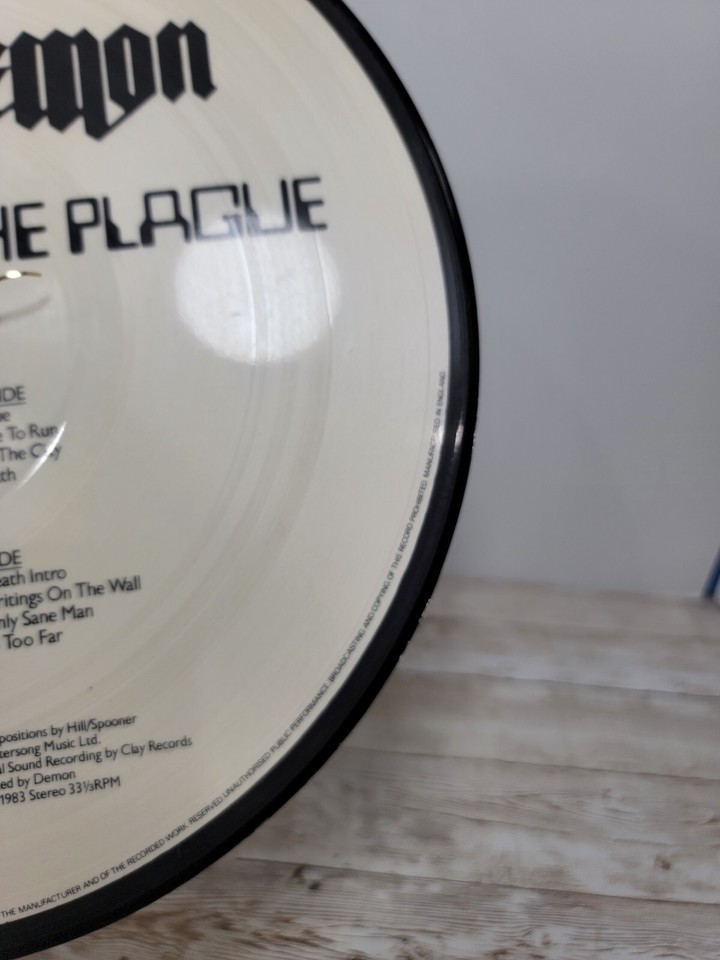 emon
HE PLAGUE
IDE
e
e To Run
The City
th
DE
eath Intro
ritings On The Wall
nly Sane Man
Too Far
positions by Hill/Spooner
tersong Music Ltd.
l Sound Recording by Clay Records
ed by Demon
1983 Stereo 33⅓RPM
THE MANUFACTURER AND OF THE RECORDED WORK RESERVED UNAUTHORISED PUBLIC PERFORMANCE, BROADCASTING AND COPYING OF THIS RECORD PROHIBITED MANUFACTURED IN ENGLAND